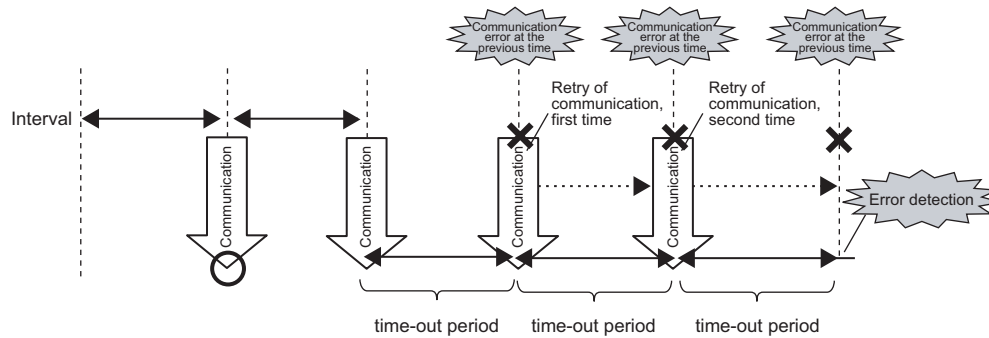 Communication
error at the
previous time
Communication
error at the
previous time
Communication
error at the
previous time
Retry of
communication,
first time
Retry of
communication,
second time
Interval
Communication
Communication
Communication
Communication
Error detection
time-out period
time-out period
time-out period